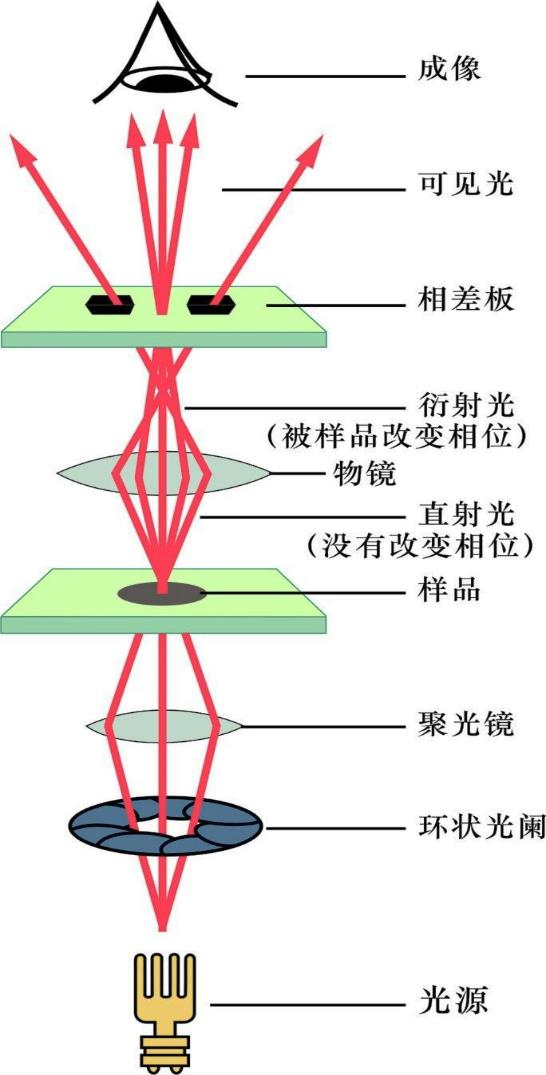 成像
可见光
相差板
衍射光
(被样品改变相位)
物镜
直射光
(没有改变相位)
样品
聚光镜
环状光阑
光源